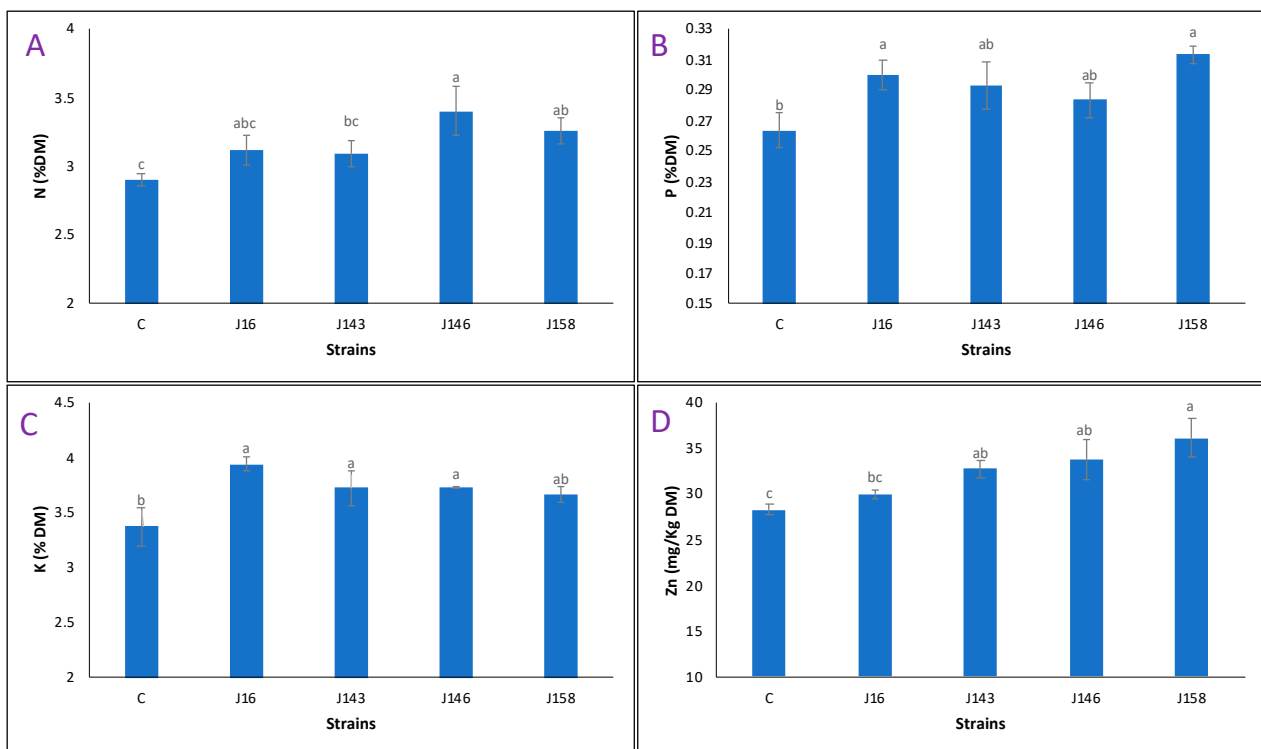 A
N (%DM)
4
3.5
3
2.5
2
c
abc
bc
a
ab
C
J16
J143
J146
J158
Strains
B
P (%DM)
0.33
0.31
0.29
0.27
0.25
0.23
0.21
0.19
0.17
0.15
b
a
ab
ab
a
C
J16
J143
J146
J158
Strains
C
K (% DM)
4.5
4
3.5
3
2.5
2
b
a
a
a
ab
C
J16
J143
J146
J158
Strains
D
Zn (mg/Kg DM)
40
35
30
25
20
15
10
c
bc
ab
ab
a
C
J16
J143
J146
J158
Strains